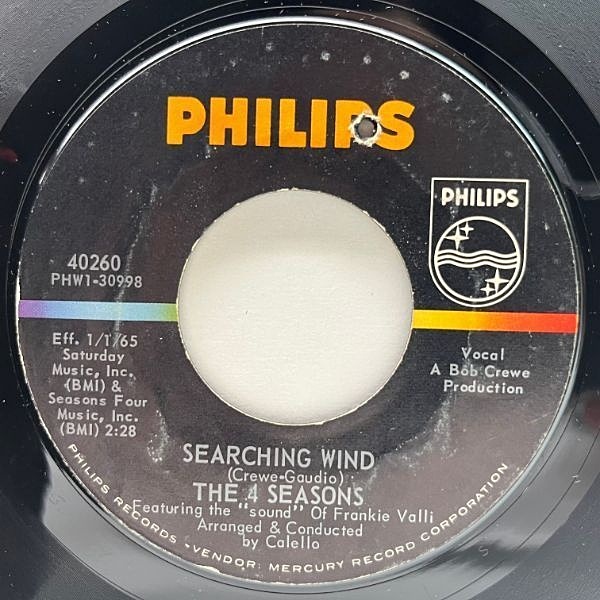 PHILIPS
PHILIPS
40260
PHW1-30998
Eff. 1/1/65
Saturday
Music, Inc.
(BMI) &
Seasons Four
Music, Inc.
(BMI) 2:28
Vocal
A Bob Crewe
Production
SEARCHING WIND
(Crewe-Gaudio)
THE 4 SEASONS
Featuring the "sound" Of Frankie Valli
Arranged & Conducted
by Calello
PHILIPS RECORDS • VENDOR: MERCURY RECORD CORPORATION